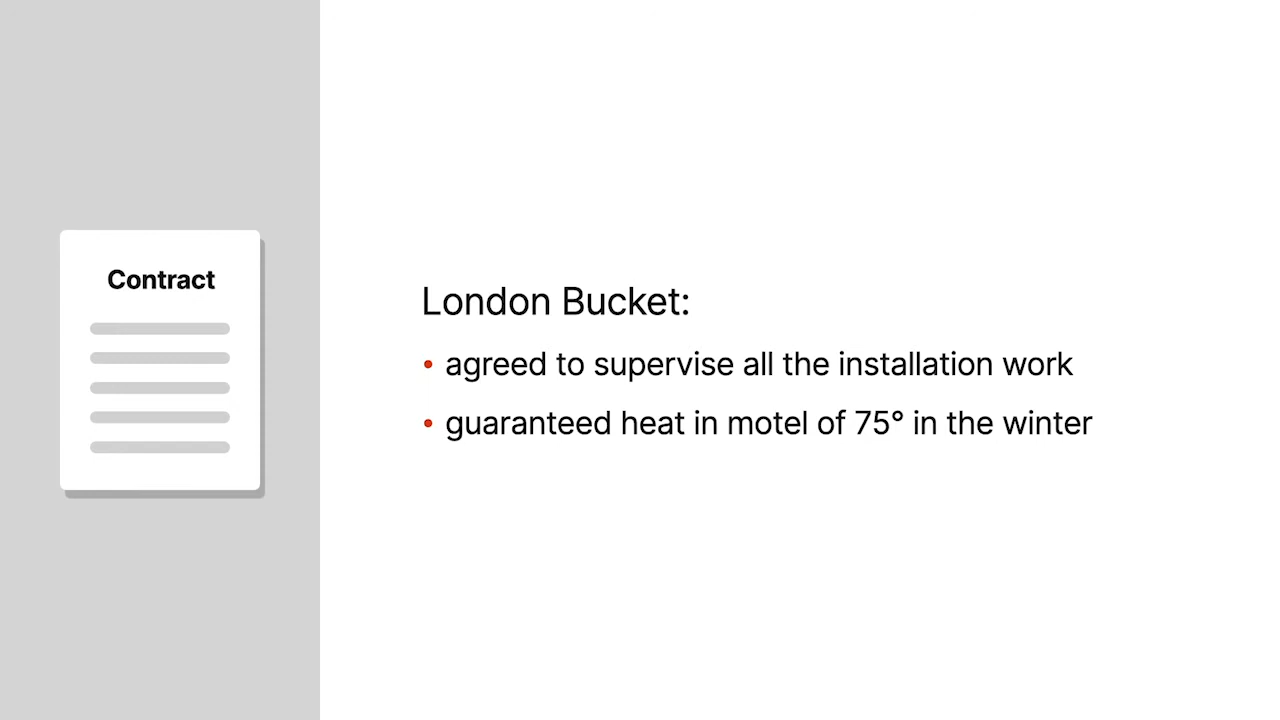 Contract
London Bucket:
• agreed to supervise all the installation work
• guaranteed heat in motel of 75° in the winter